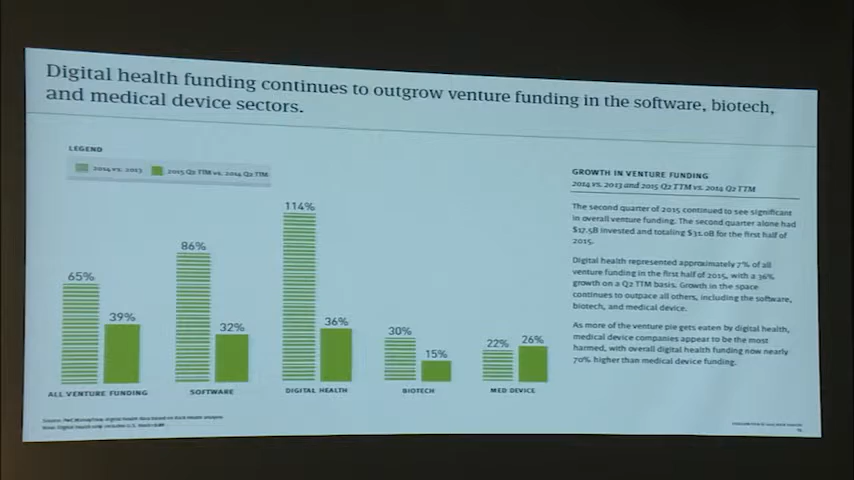 Digital health funding continues to outgrow venture funding in the software, biotech,
and medical device sectors.
LEGEND
2014 vs. 2013
2015 Q2 TTM vs. 2014 Q2 TTM
65%
39%
86%
32%
114%
36%
30%
15%
22%
26%
ALL VENTURE FUNDING
SOFTWARE
DIGITAL HEALTH
BIOTECH
MED DEVICE
GROWTH IN VENTURE FUNDING
2014 vs. 2013 and 2015 Q2 TTM vs. 2014 Q2 TTM
The second quarter of 2015 continued to see significant
in overall venture funding. The second quarter alone had
$17.5B invested and totaling $31.0B for the first half of
2015.
Digital health represented approximately 7% of all
venture funding in the first half of 2015, with a 36%
growth on a Q2 TTM basis. Growth in the space
continues to outpace all others, including the software,
biotech, and medical device.
As more of the venture pie gets eaten by digital health,
medical device companies appear to be the most
harmed, with overall digital health funding now nearly
70% higher than medical device funding.